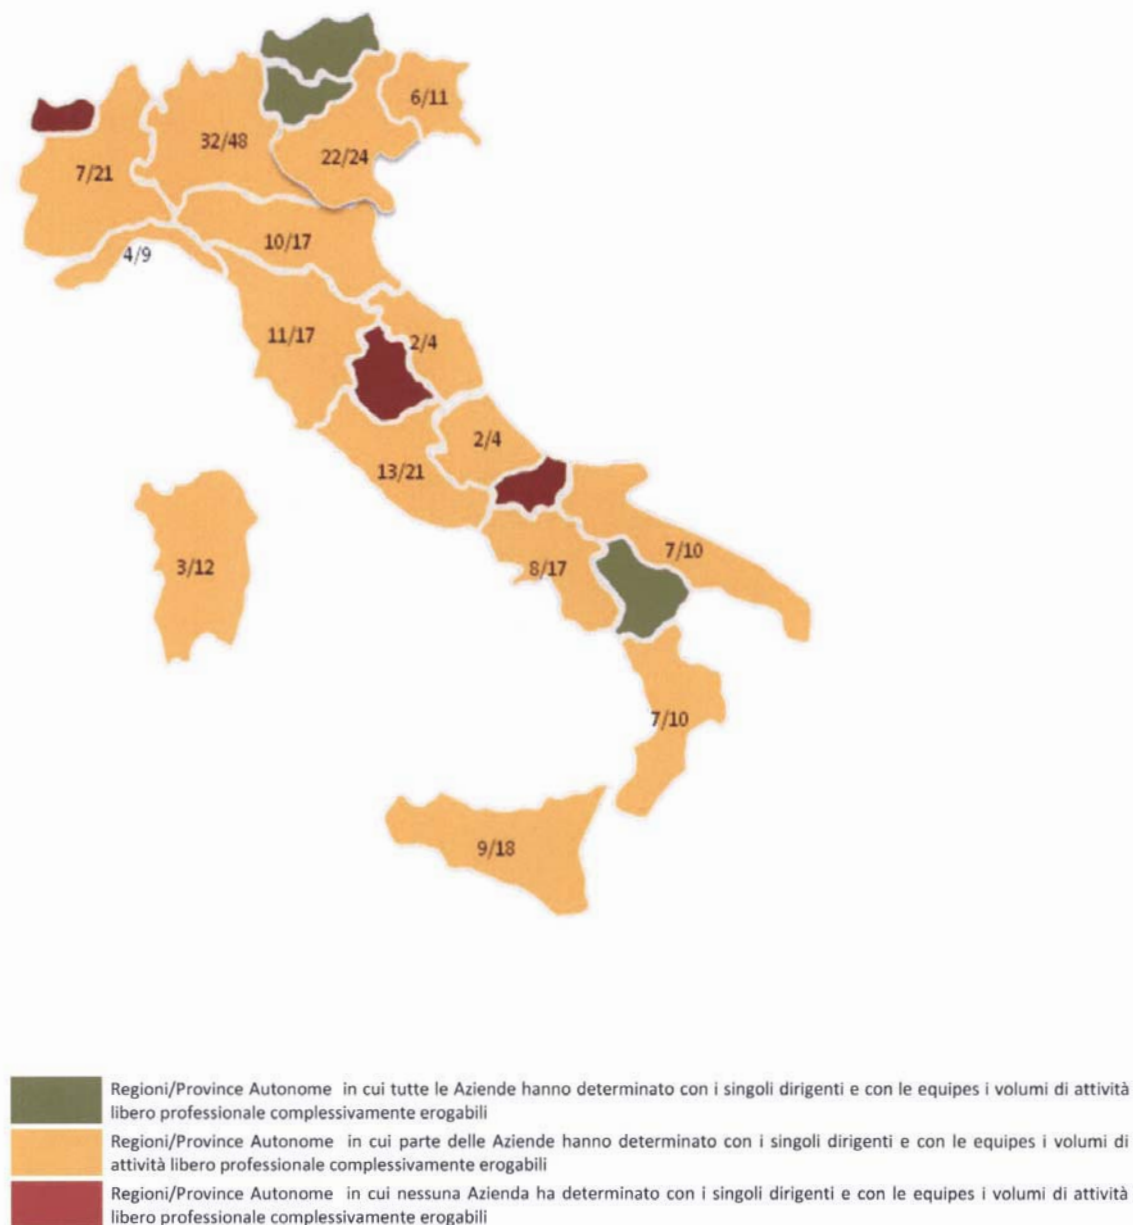 6/11
32/48
22/24
7/21
10/17
4/9
11/17
2/4
2/4
13/21
7/10
3/12
8/17
7/10
9/18
Regioni/Province Autonome in cui tutte le Aziende hanno determinato con i singoli dirigenti e con le equipes i volumi di attività
libero professionale complessivamente erogabili
Regioni/Province Autonome in cui parte delle Aziende hanno determinato con i singoli dirigenti e con le equipes i volumi di
attività libero professionale complessivamente erogabili
Regioni/Province Autonome in cui nessuna Azienda ha determinato con i singoli dirigenti e con le equipes i volumi di attività
libero professionale complessivamente erogabili